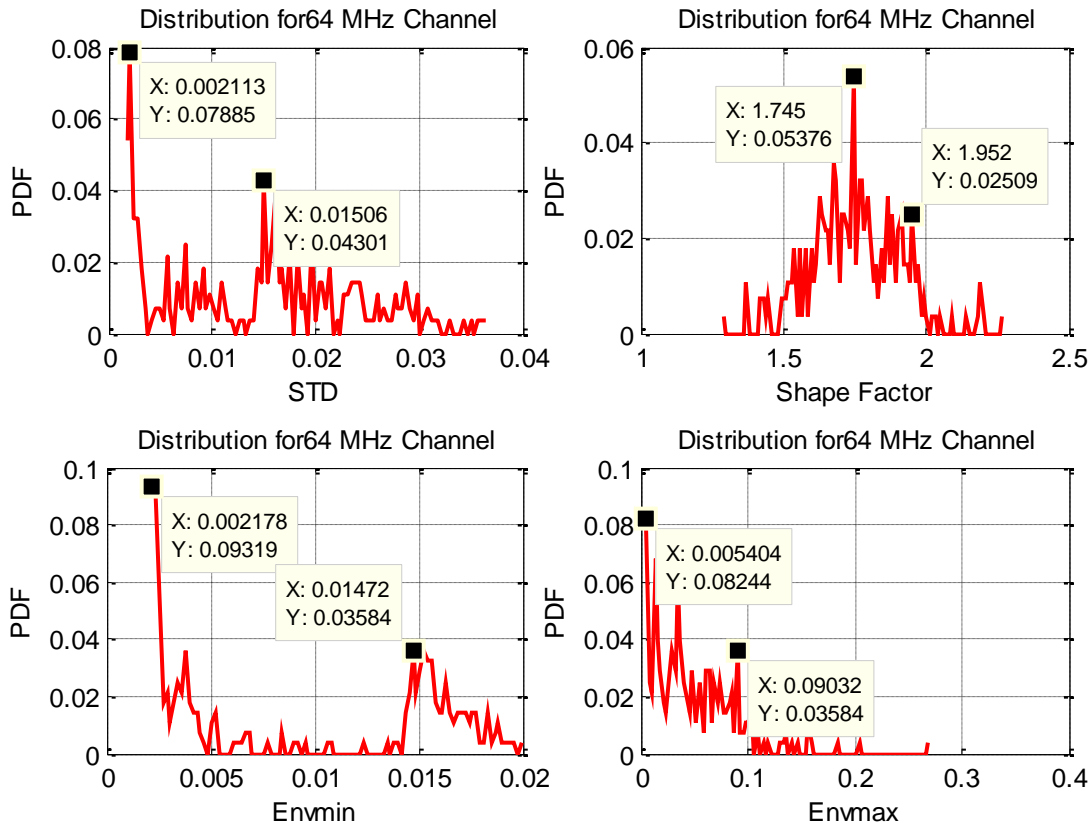 Distribution for64 MHz Channel
0.08
0.06
0.04
0.02
0
PDF
X: 0.002113
Y: 0.07885
X: 0.01506
Y: 0.04301
0
0.01
0.02
0.03
0.04
STD
Distribution for64 MHz Channel
0.06
0.04
0.02
0
PDF
X: 1.745
Y: 0.05376
X: 1.952
Y: 0.02509
1
1.5
2
2.5
Shape Factor
Distribution for64 MHz Channel
0.1
0.08
0.06
0.04
0.02
0
PDF
X: 0.002178
Y: 0.09319
X: 0.01472
Y: 0.03584
0
0.005
0.01
0.015
0.02
Envmin
Distribution for64 MHz Channel
0.1
0.08
0.06
0.04
0.02
0
PDF
X: 0.005404
Y: 0.08244
X: 0.09032
Y: 0.03584
0
0.1
0.2
0.3
0.4
Envmax